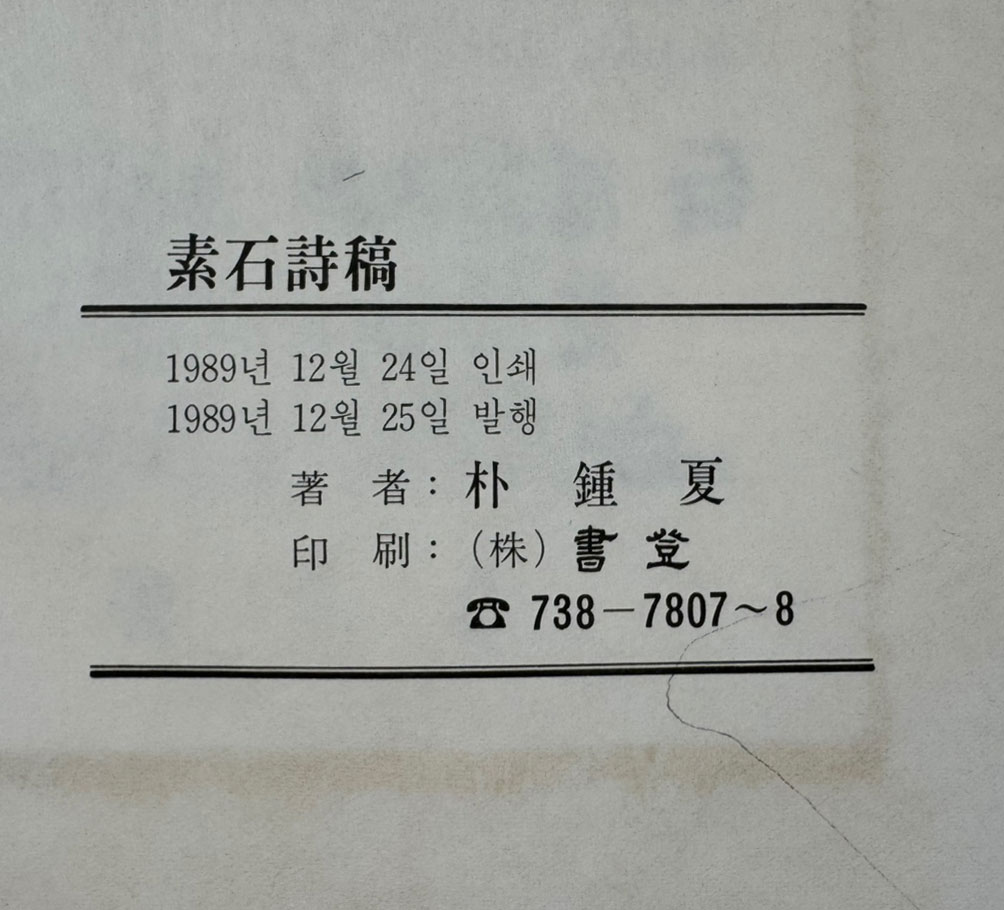 素石詩稿
1989년 12월 24일 인쇄
1989년 12월 25일 발행
著 者: 朴 鍾 夏
印 刷: (株) 書登
☎ 738-7807~8